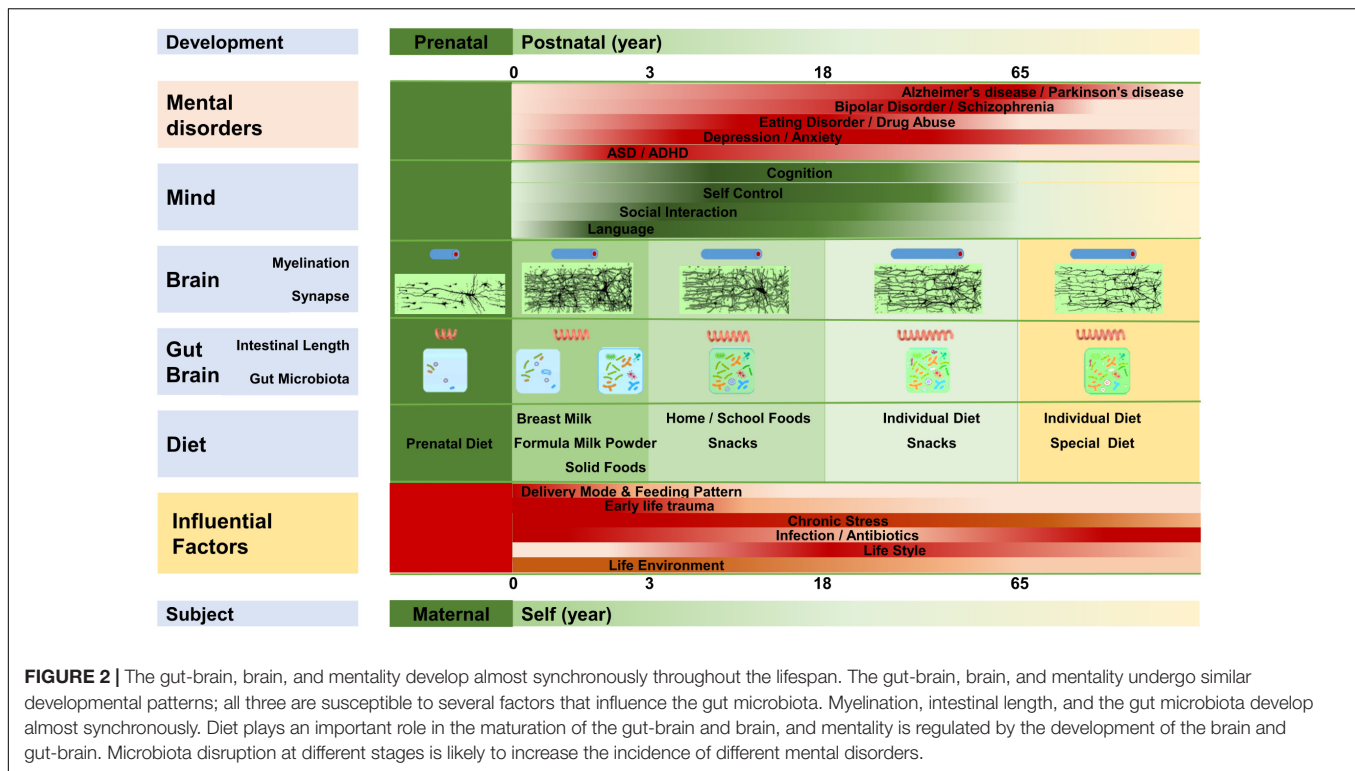 Development
Prenatal
Postnatal (year)
0 3 18 65
Mental
disorders
Alzheimer's disease / Parkinson's disease
Bipolar Disorder / Schizophrenia
Eating Disorder / Drug Abuse
Depression / Anxiety
ASD / ADHD
Mind
Cognition
Self Control
Social Interaction
Language
Brain
Myelination
Synapse
Gut
Brain
Intestinal Length
Gut Microbiota
Diet
Prenatal Diet
Breast Milk
Formula Milk Powder
Solid Foods
Home / School Foods
Snacks
Individual Diet
Snacks
Individual Diet
Special Diet
Influential
Factors
Delivery Mode & Feeding Pattern
Early life trauma
Chronic Stress
Infection / Antibiotics
Life Style
Life Environment
0 3 18 65
Subject
Maternal
Self (year)
FIGURE 2 | The gut-brain, brain, and mentality develop almost synchronously throughout the lifespan. The gut-brain, brain, and mentality undergo similar
developmental patterns; all three are susceptible to several factors that influence the gut microbiota. Myelination, intestinal length, and the gut microbiota develop
almost synchronously. Diet plays an important role in the maturation of the gut-brain and brain, and mentality is regulated by the development of the brain and
gut-brain. Microbiota disruption at different stages is likely to increase the incidence of different mental disorders.